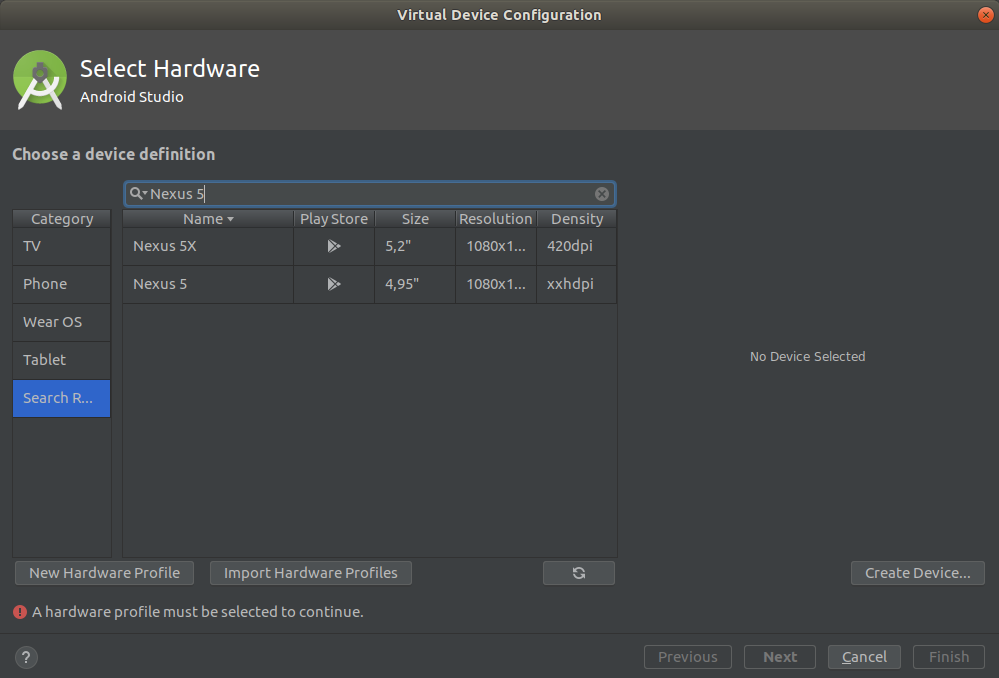 Virtual Device Configuration
Select Hardware
Android Studio
Choose a device definition
Nexus 5
Category
TV
Phone
Wear OS
Tablet
Search R...
Name Play Store Size Resolution Density
Nexus 5X 5,2" 1080x1... 420dpi
Nexus 5 4,95" 1080x1... xxhdpi
No Device Selected
New Hardware Profile Import Hardware Profiles Create Device...
! A hardware profile must be selected to continue.
? Previous Next Cancel Finish